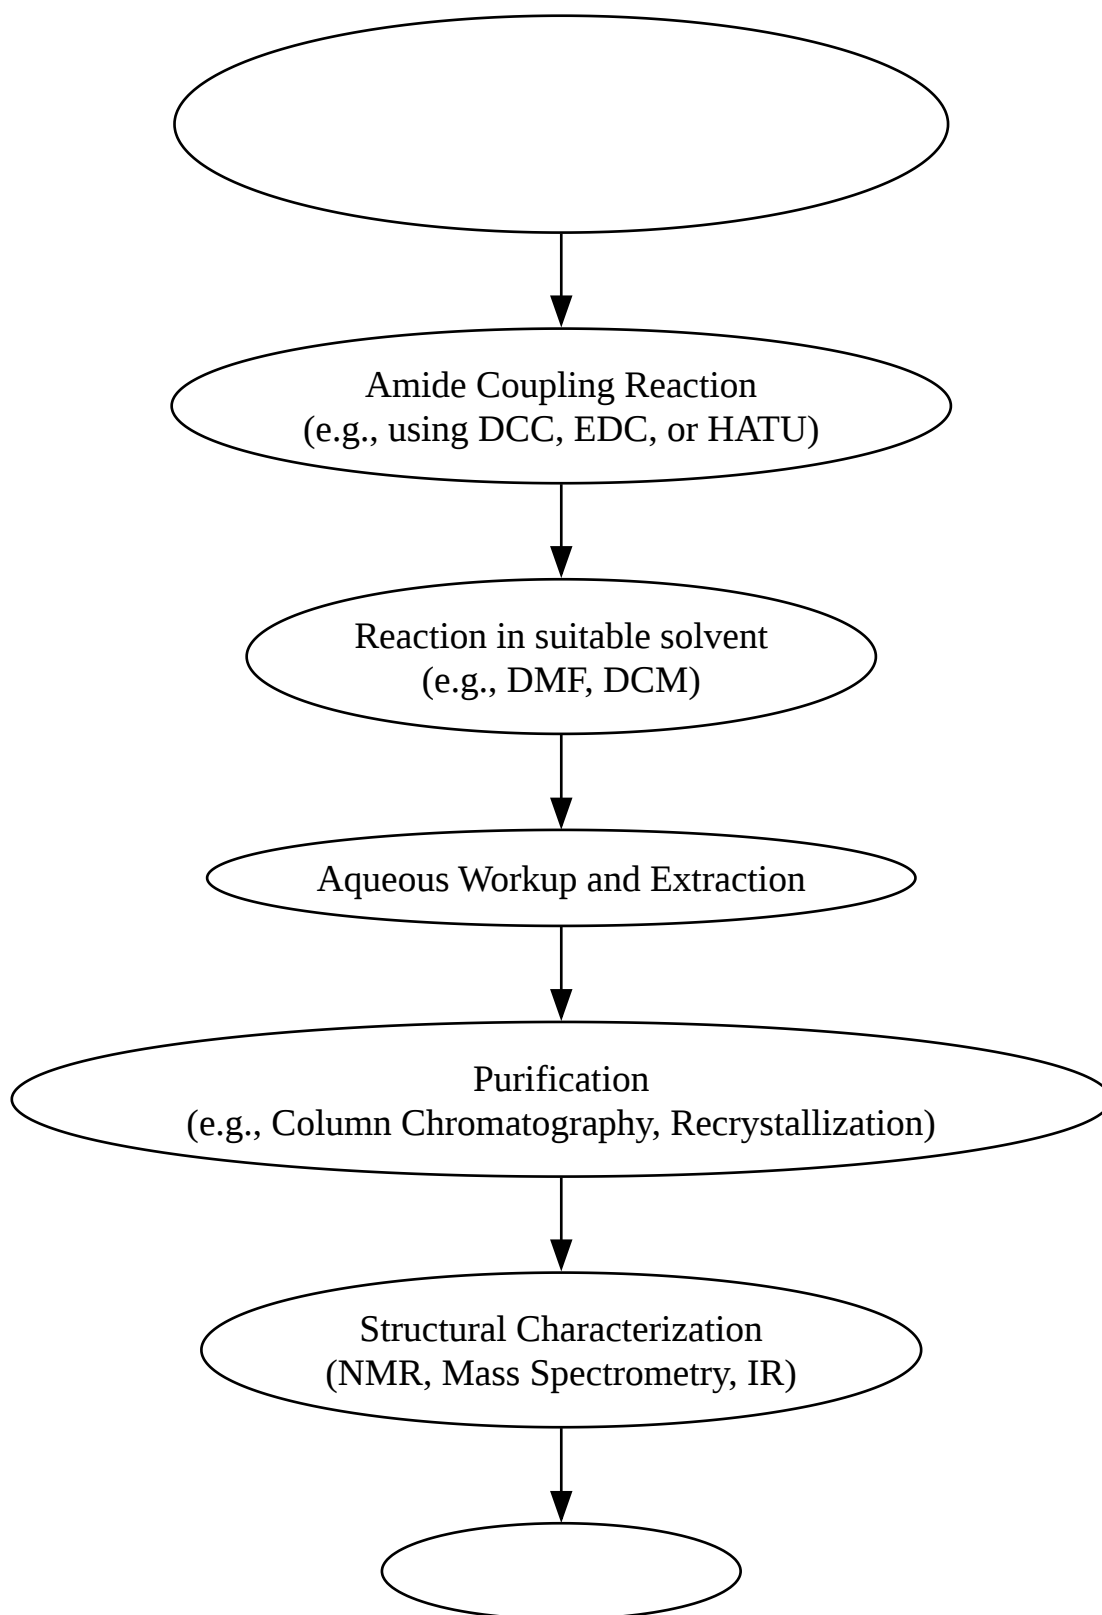 Amide Coupling Reaction
(e.g., using DCC, EDC, or HATU)
Reaction in suitable solvent
(e.g., DMF, DCM)
Aqueous Workup and Extraction
Purification
(e.g., Column Chromatography, Recrystallization)
Structural Characterization
(NMR, Mass Spectrometry, IR)